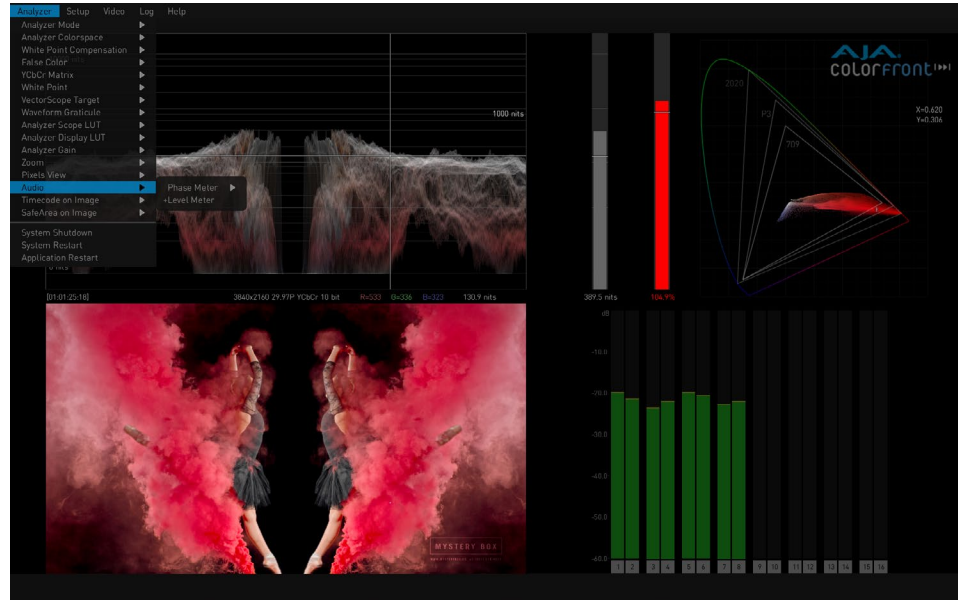 Analyzer Setup Video Log Help
Analyzer Mode
Analyzer Colorspace
White Point Compensation
False Color
YCbCr Matrix
White Point
VectorScope Target
Waveform Graticule
Analyzer Scope LUT
Analyzer Display LUT
Analyzer Gain
Zoom
Pixels View
Audio
Timecode on Image
SafeArea on Image
System Shutdown
System Restart
Application Restart
Phase Meter
+Level Meter
1000 nits
0 nits
[01:01:25:18] 3840x2160 29.97P YCbCr 10 bit R=533 G=336 B=323 130.9 nits
389.5 nits
104.9%
AJA
colorfront
2020
P3
709
X=0.620
Y=0.306
MYSTERY BOX
dB
-10.0
-20.0
-30.0
-40.0
-50.0
-60.0
1 2 3 4 5 6 7 8 9 10 11 12 13 14 15 16